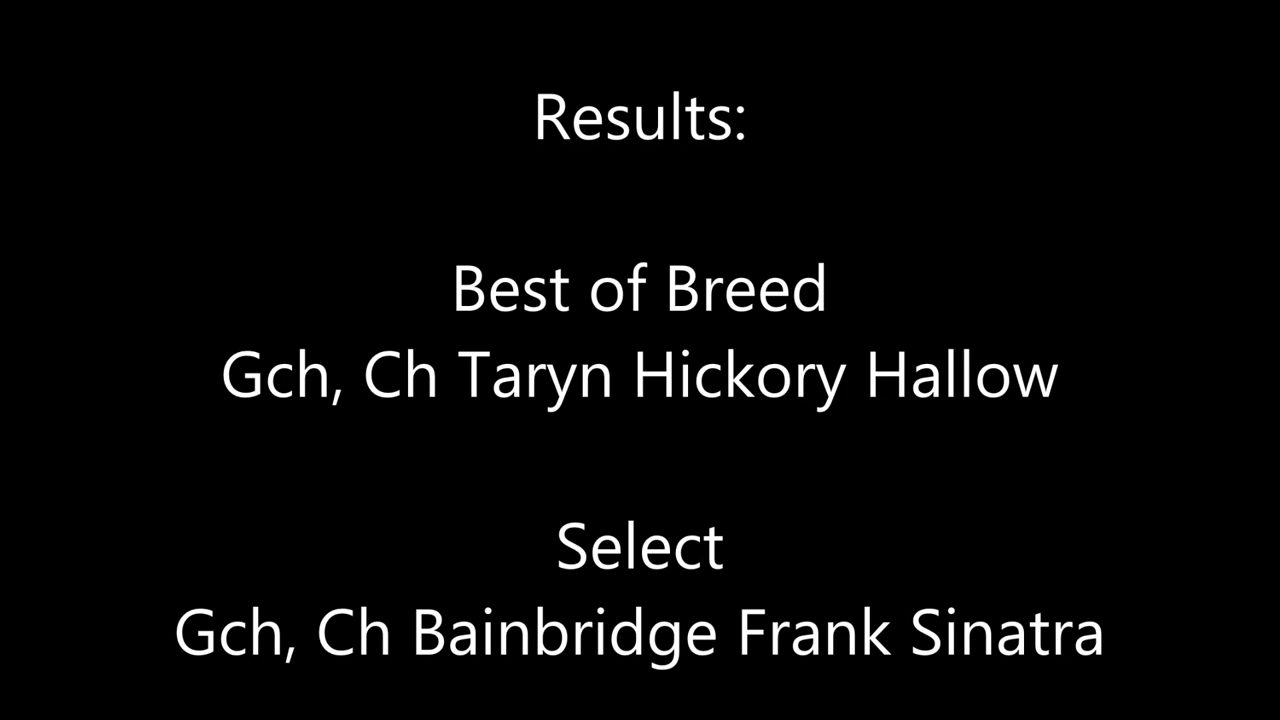 Results:
Best of Breed
Gch, Ch Taryn Hickory Hallow
Select
Gch, Ch Bainbridge Frank Sinatra